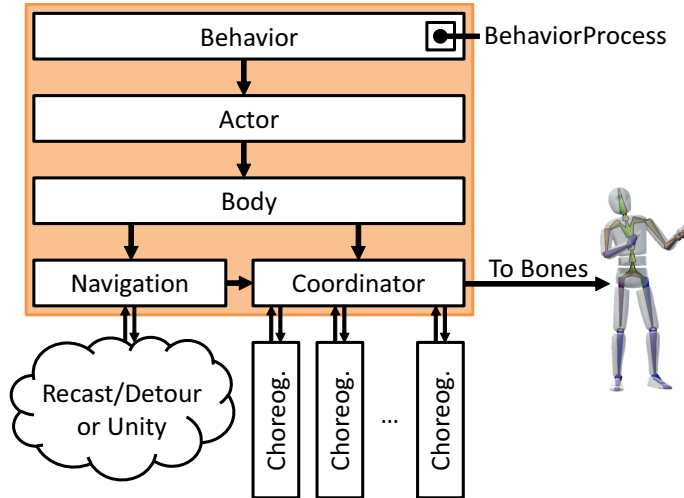 Behavior
BehaviorProcess
Actor
Body
Navigation
Coordinator
To Bones
Recast/Detour
or Unity
Choreog.
Choreog.
...
Choreog.